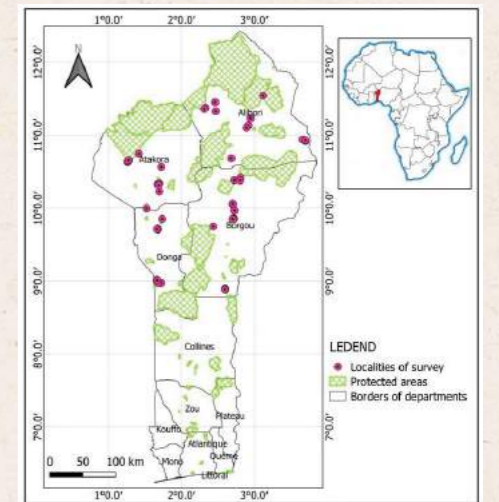 1°0.0' 2°0.0' 3°0.0'
N
12°0.0'
12°0.0'
Alibori
11°0.0'
11°0.0'
Atakora
10°0.0'
10°0.0'
Borgou
Donga
9°0.0'
9°0.0'
Collines
LEDEND
Localities of survey
Protected areas
Borders of departments
8°0.0'
8°0.0'
Zou
Plateau
7°0.0'
7°0.0'
Kouffo
Atlantique
Mono
Ouémé
Littoral
0 50 100 km
1°0.0' 2°0.0' 3°0.0'